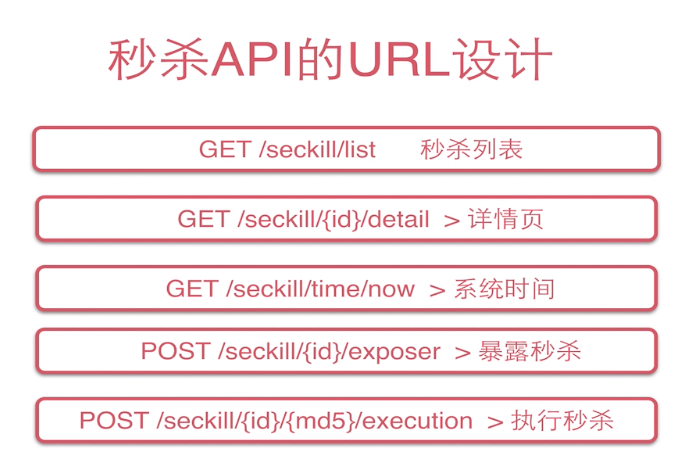 秒杀API的URL设计
GET /seckill/list 秒杀列表
GET /seckill/{id}/detail > 详情页
GET /seckill/time/now > 系统时间
POST /seckill/{id}/exposer > 暴露秒杀
POST /seckill/{id}/{md5}/execution > 执行秒杀